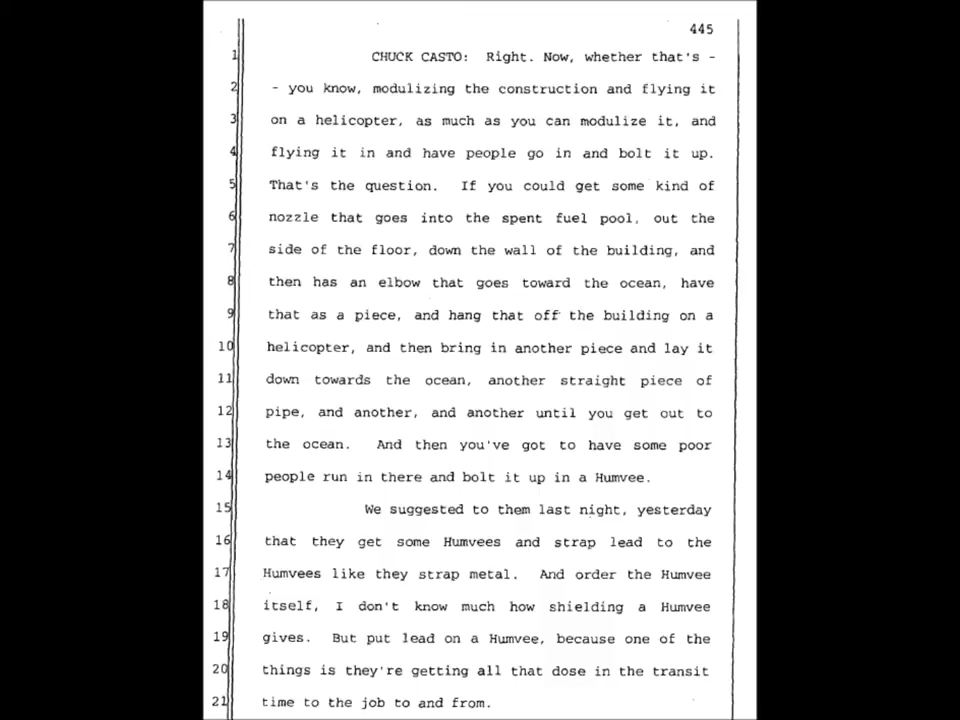 445
1 CHUCK CASTO: Right. Now, whether that's -
2 - you know, modulizing the construction and flying it
3 on a helicopter, as much as you can modulize it, and
4 flying it in and have people go in and bolt it up.
5 That's the question. If you could get some kind of
6 nozzle that goes into the spent fuel pool, out the
7 side of the floor, down the wall of the building, and
8 then has an elbow that goes toward the ocean, have
9 that as a piece, and hang that off the building on a
10 helicopter, and then bring in another piece and lay it
11 down towards the ocean, another straight piece of
12 pipe, and another, and another until you get out to
13 the ocean. And then you've got to have some poor
14 people run in there and bolt it up in a Humvee.
15 We suggested to them last night, yesterday
16 that they get some Humvees and strap lead to the
17 Humvees like they strap metal. And order the Humvee
18 itself, I don't know much how shielding a Humvee
19 gives. But put lead on a Humvee, because one of the
20 things is they're getting all that dose in the transit
21 time to the job to and from.